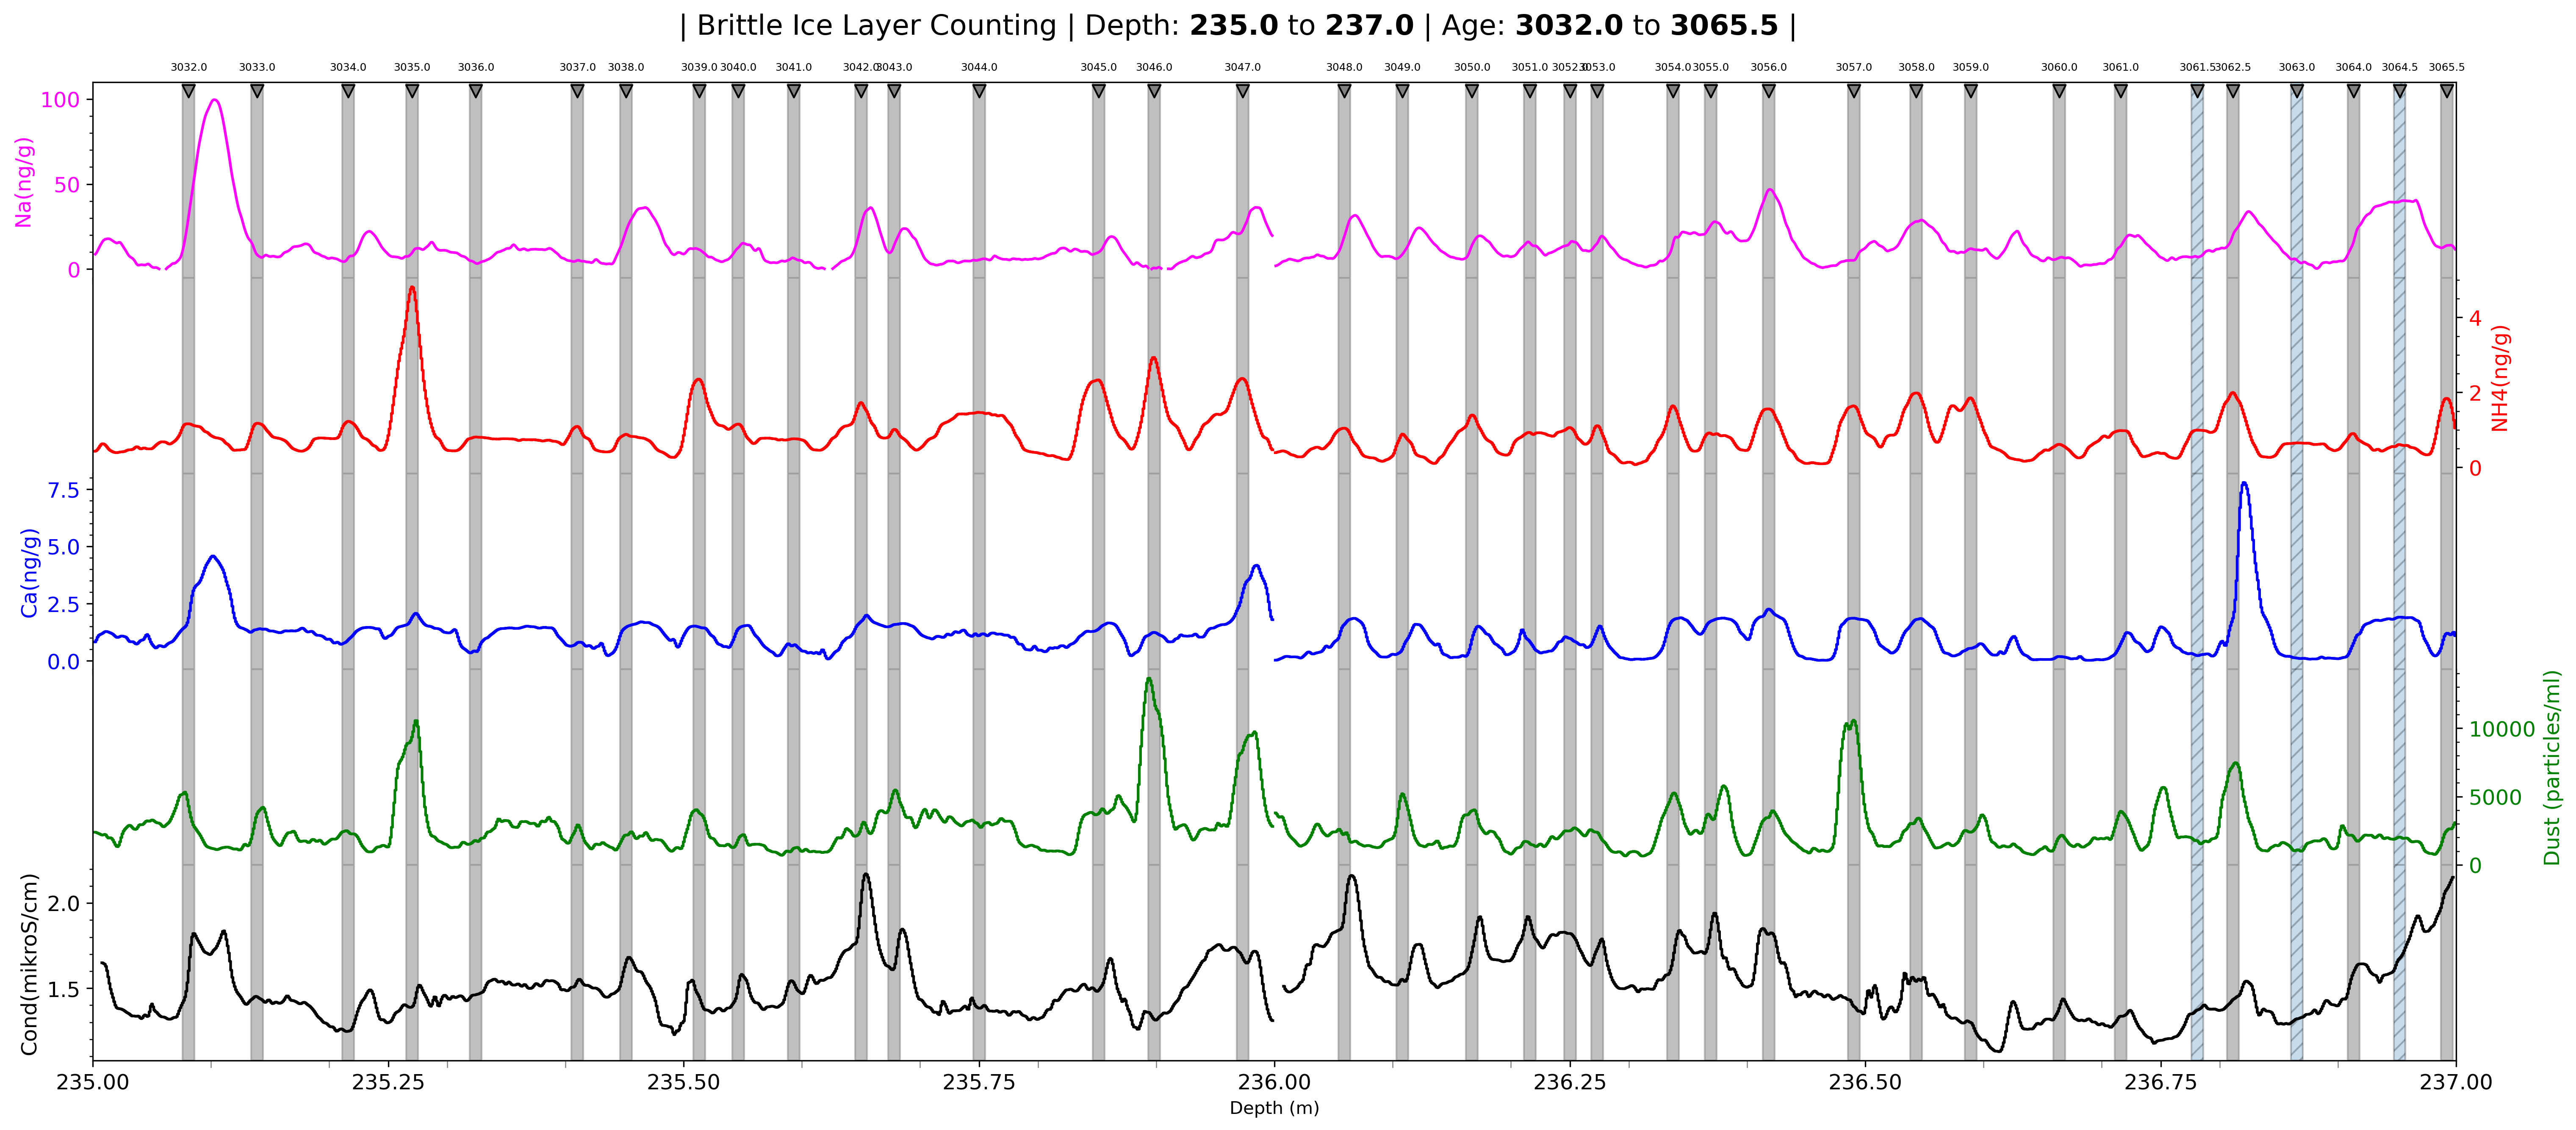 | Brittle Ice Layer Counting | Depth: 235.0 to 237.0 | Age: 3032.0 to 3065.5 |
3032.0 3033.0 3034.0 3035.0 3036.0 3037.0 3038.0 3039.0 3040.0 3041.0 3042.0 3043.0 3044.0 3045.0 3046.0 3047.0 3048.0 3049.0 3050.0 3051.0 3052.0 3053.0 3054.0 3055.0 3056.0 3057.0 3058.0 3059.0 3060.0 3061.0 3061.5 3062.5 3063.0 3064.0 3064.5 3065.5
Na(ng/g)
100
50
0
NH4(ng/g)
4
2
0
Ca(ng/g)
7.5
5.0
2.5
0.0
Dust (particles/ml)
10000
5000
0
Cond(mikroS/cm)
2.0
1.5
235.00 235.25 235.50 235.75 236.00 236.25 236.50 236.75 237.00
Depth (m)